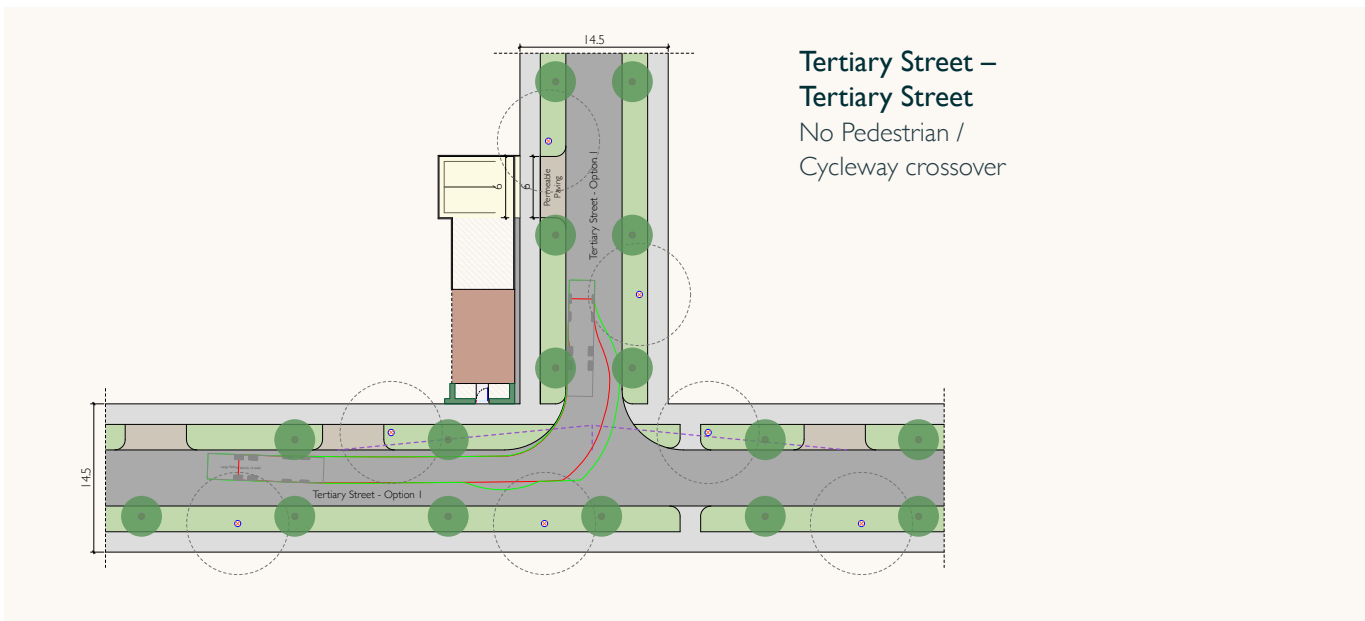 14.5
Tertiary Street –
Tertiary Street
No Pedestrian /
Cycleway crossover
6
6
Permeable
Paving
Tertiary Street - Option 1
14.5
Tertiary Street - Option 1